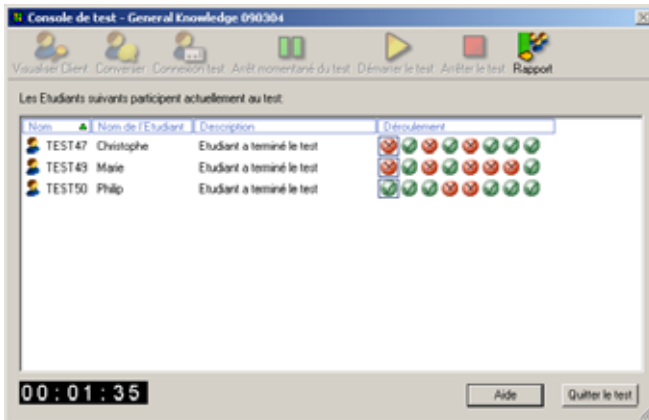 Console de test - General Knowledge 090304
Visualiser Client Converser Connexion test Arrêt momentané du test Démarrer le test Arrêter le test Rapport
Les Etudiants suivants participent actuellement au test:
Nom Nom de l'Etudiant Description Déroulement
TEST47 Christophe Etudiant a terminé le test
TEST49 Marie Etudiant a terminé le test
TEST50 Philip Etudiant a terminé le test
00:01:35 Aide Quitter le test